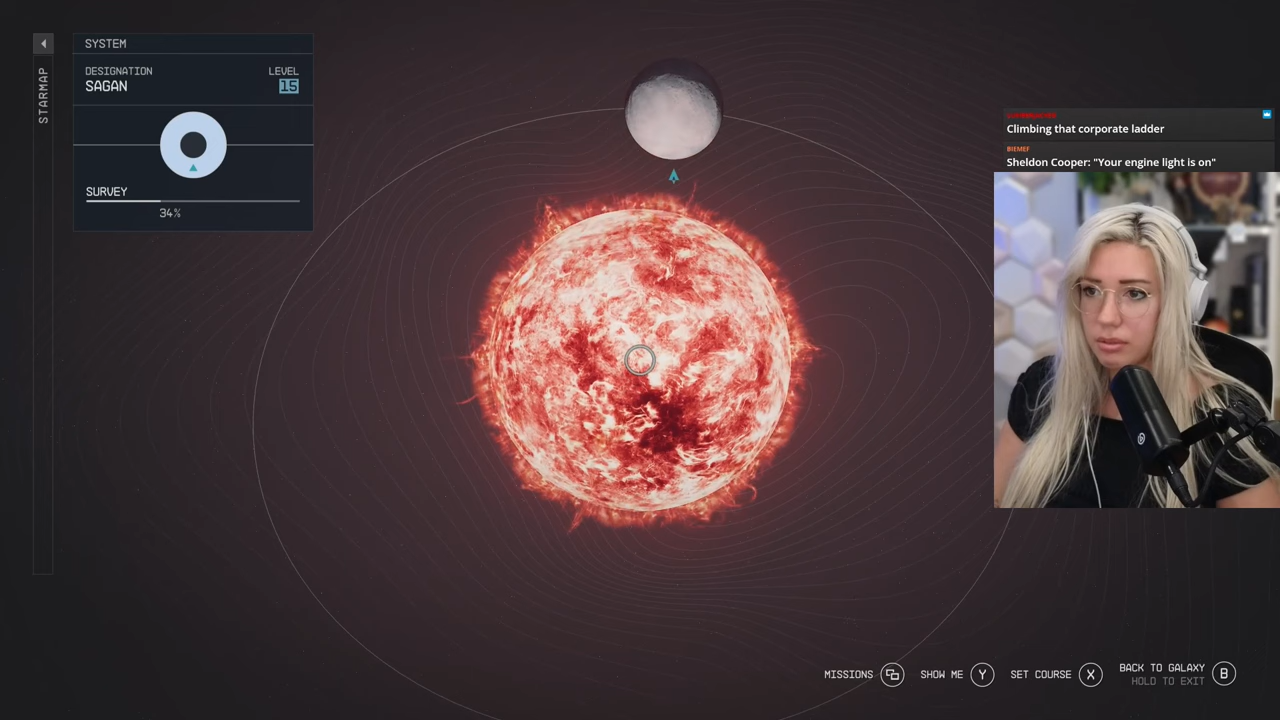 STARMAP
SYSTEM
DESIGNATION
LEVEL
SAGAN
15
SURVEY
34%
Climbing that corporate ladder
BIEMEF
Sheldon Cooper: "Your engine light is on"
MISSIONS
SHOW ME
Y
SET COURSE
X
BACK TO GALAXY
HOLD TO EXIT
B